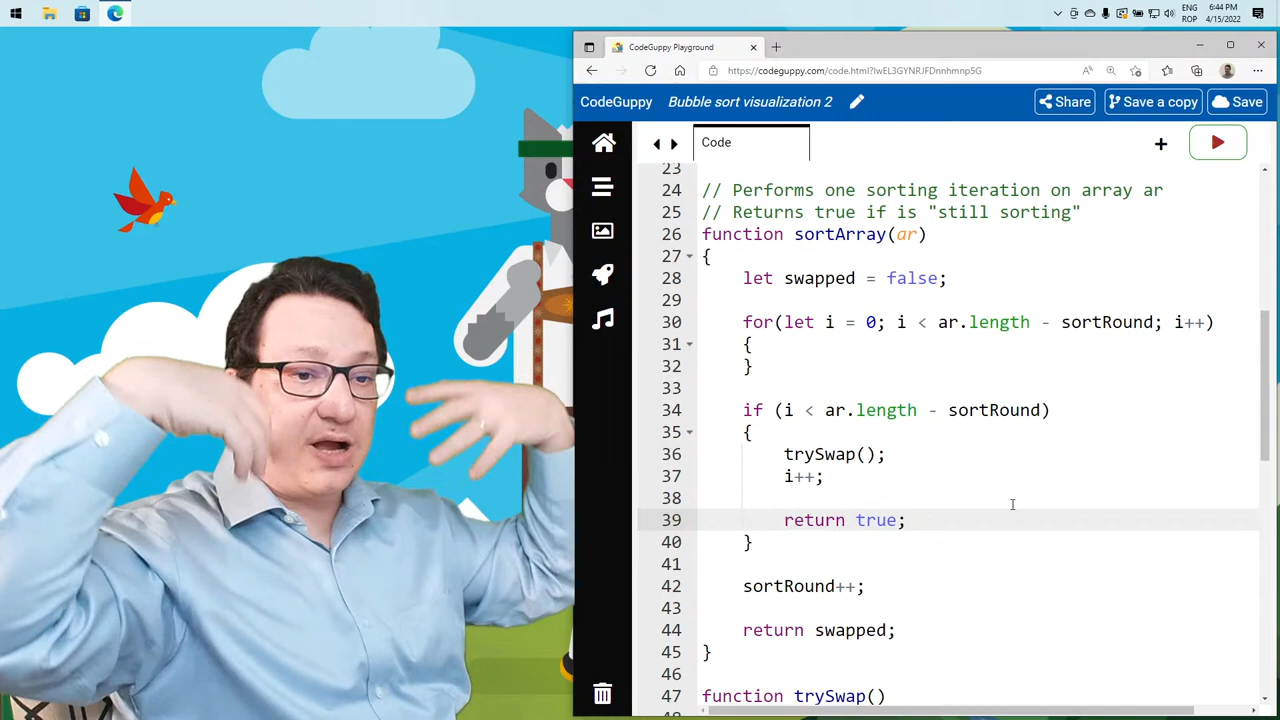 6:44 PM
4/15/2022
ENG
ROP
CodeGuppy Playground
https://codeguppy.com/code.html?lwEL3GYNRJFDnnhmnp5G
CodeGuppy
Bubble sort visualization 2
Share
Save a copy
Save
Code
23
24 // Performs one sorting iteration on array ar
25 // Returns true if is "still sorting"
26 function sortArray(ar)
27 {
28 let swapped = false;
29
30 for(let i = 0; i < ar.length - sortRound; i++)
31 {
32 }
33
34 if (i < ar.length - sortRound)
35 {
36 trySwap();
37 i++;
38
39 return true;
40 }
41
42 sortRound++;
43
44 return swapped;
45 }
46
47 function trySwap()